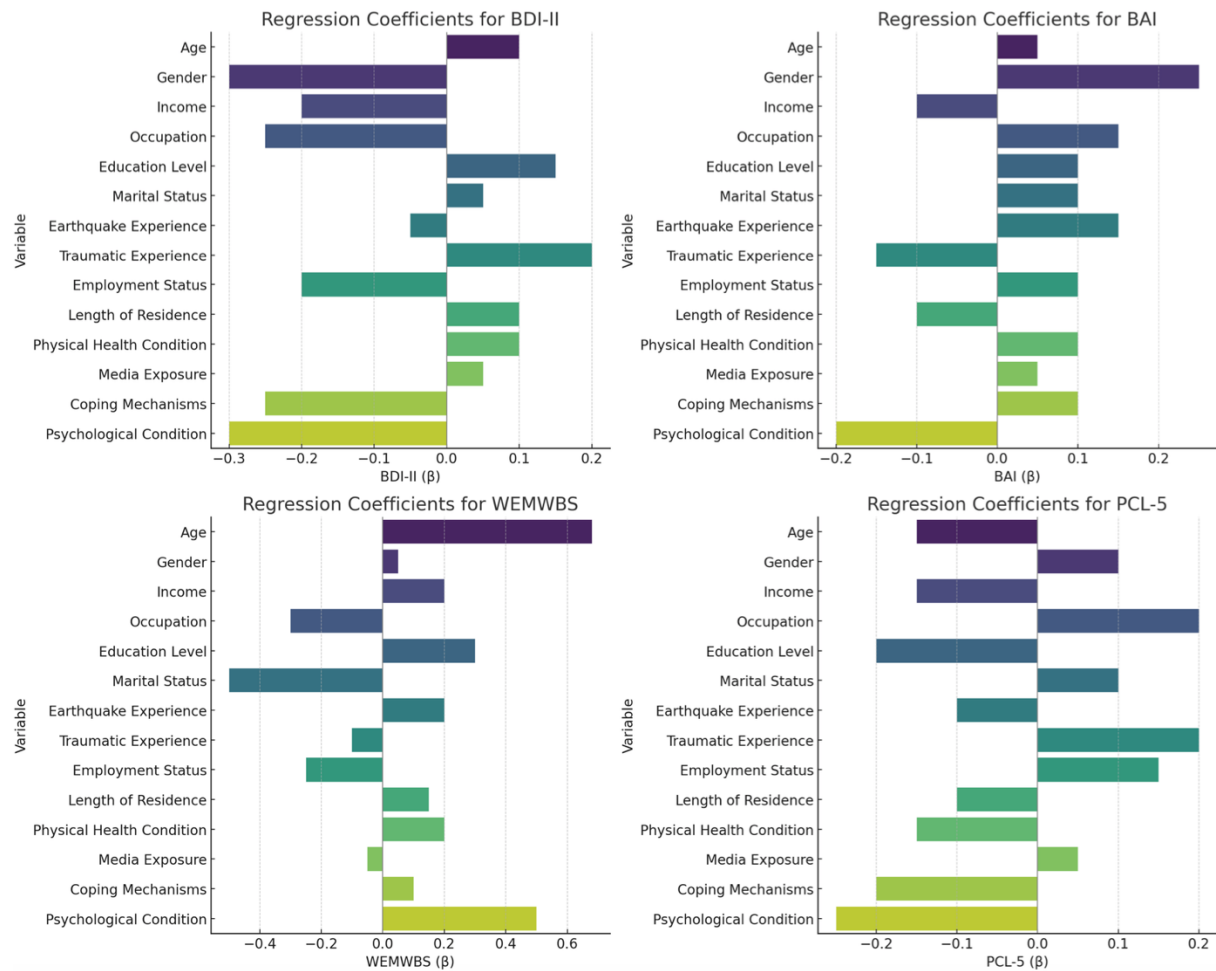 Regression Coefficients for BDI-II
Variable
Age
Gender
Income
Occupation
Education Level
Marital Status
Earthquake Experience
Traumatic Experience
Employment Status
Length of Residence
Physical Health Condition
Media Exposure
Coping Mechanisms
Psychological Condition
−0.3 −0.2 −0.1 0.0 0.1 0.2
BDI-II (β)
Regression Coefficients for BAI
Variable
Age
Gender
Income
Occupation
Education Level
Marital Status
Earthquake Experience
Traumatic Experience
Employment Status
Length of Residence
Physical Health Condition
Media Exposure
Coping Mechanisms
Psychological Condition
−0.2 −0.1 0.0 0.1 0.2
BAI (β)
Regression Coefficients for WEMWBS
Variable
Age
Gender
Income
Occupation
Education Level
Marital Status
Earthquake Experience
Traumatic Experience
Employment Status
Length of Residence
Physical Health Condition
Media Exposure
Coping Mechanisms
Psychological Condition
−0.4 −0.2 0.0 0.2 0.4 0.6
WEMWBS (β)
Regression Coefficients for PCL-5
Variable
Age
Gender
Income
Occupation
Education Level
Marital Status
Earthquake Experience
Traumatic Experience
Employment Status
Length of Residence
Physical Health Condition
Media Exposure
Coping Mechanisms
Psychological Condition
−0.2 −0.1 0.0 0.1 0.2
PCL-5 (β)